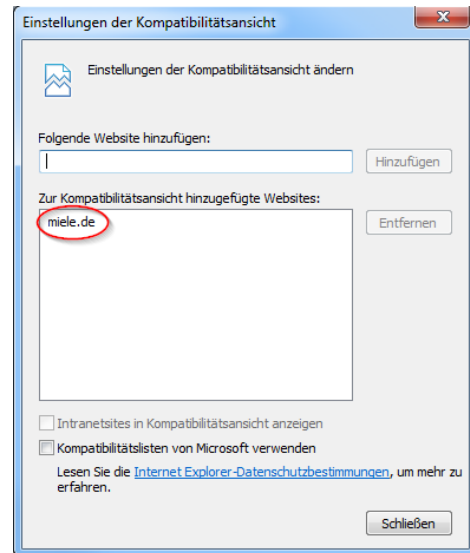 Einstellungen der Kompatibilitätsansicht
Einstellungen der Kompatibilitätsansicht ändern
Folgende Website hinzufügen:
Hinzufügen
Zur Kompatibilitätsansicht hinzugefügte Websites:
miele.de
Entfernen
Intranetsites in Kompatibilitätsansicht anzeigen
Kompatibilitätslisten von Microsoft verwenden
Lesen Sie die Internet Explorer-Datenschutzbestimmungen, um mehr zu
erfahren.
Schließen